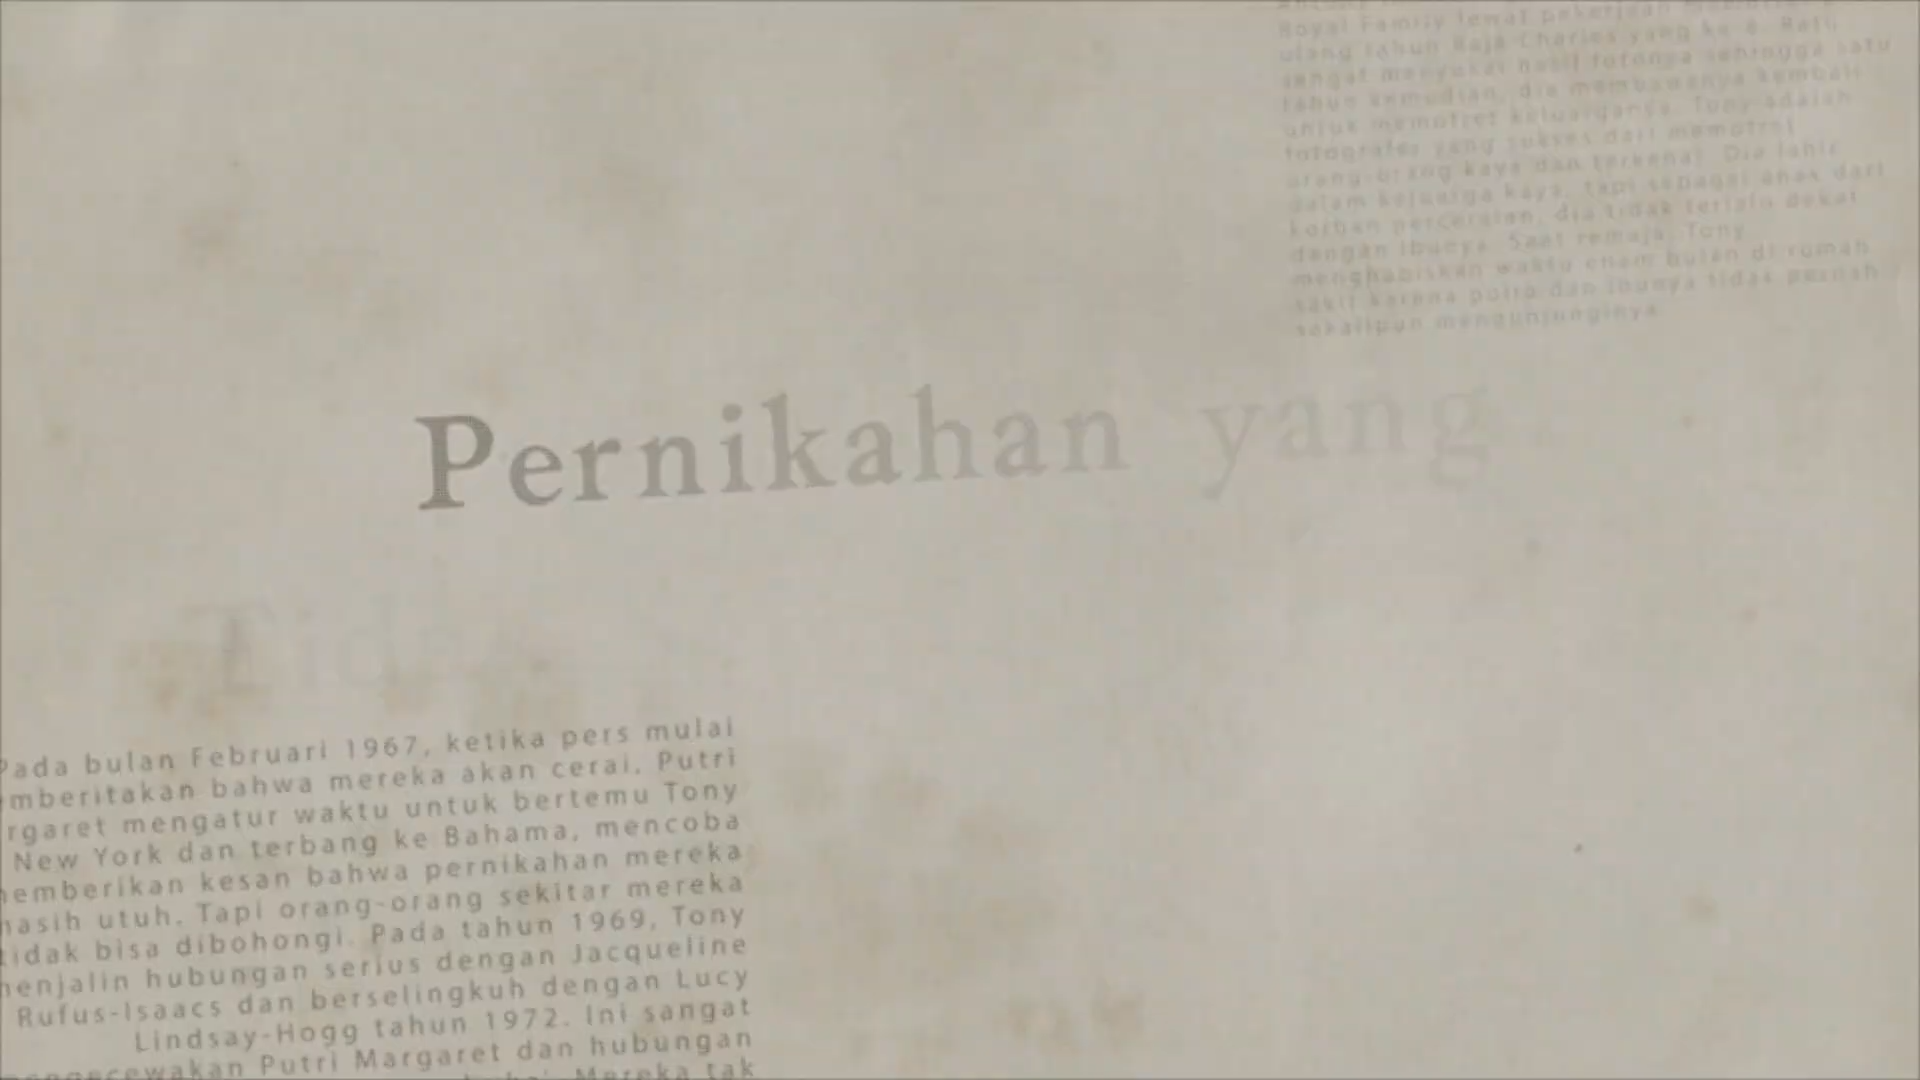 Royal Family lewat pekerjaan
ulang tahun Raja Charles yang ke 8. Ratu
sangat menyukai hasil fotonya sehingga satu
tahun kemudian, dia membawanya kembali
untuk memotret keluarganya. Tony adalah
fotografer yang sukses dari memotret
orang-orang kaya dan terkenal. Dia lahir
dalam keluarga kaya, tapi sebagai anak dari
korban perceraian, dia tidak terlalu dekat
dengan ibunya. Saat remaja, Tony
menghabiskan waktu enam bulan di rumah
sakit karena polio dan ibunya tidak pernah
sekalipun mengunjunginya.
Pernikahan yang
Tida
Pada bulan Februari 1967, ketika pers mulai
mberitakan bahwa mereka akan cerai, Putri
rgaret mengatur waktu untuk bertemu Tony
New York dan terbang ke Bahama, mencoba
emberikan kesan bahwa pernikahan mereka
masih utuh. Tapi orang-orang sekitar mereka
tidak bisa dibohongi. Pada tahun 1969, Tony
menjalin hubungan serius dengan Jacqueline
Rufus-Isaacs dan berselingkuh dengan Lucy
Lindsay-Hogg tahun 1972. Ini sangat
mengecewakan Putri Margaret dan hubungan
Mereka tak